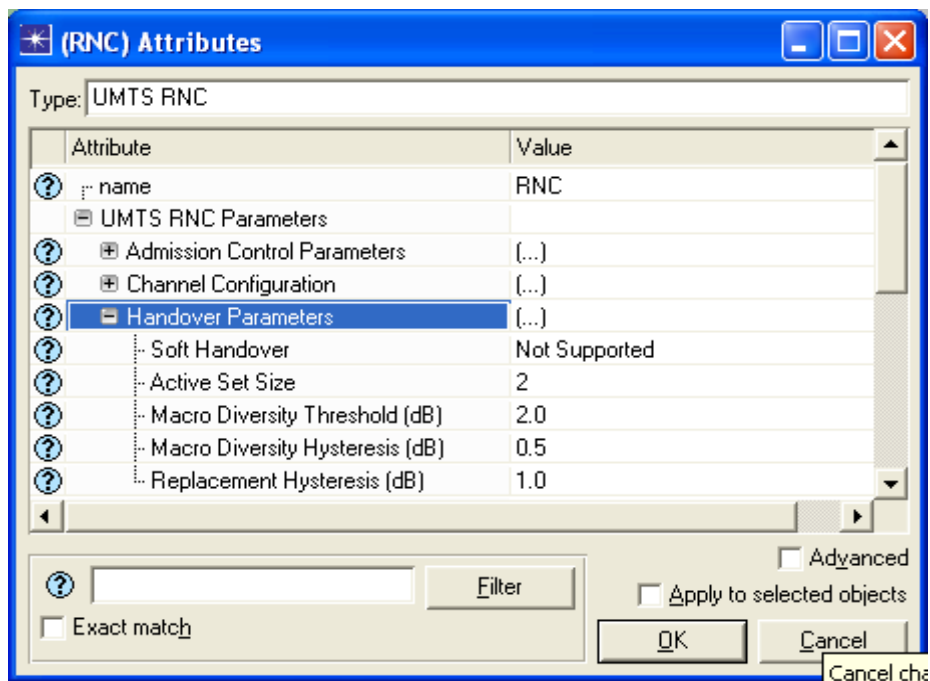 (RNC) Attributes
Type: UMTS RNC
Attribute Value
name RNC
UMTS RNC Parameters
Admission Control Parameters (...)
Channel Configuration (...)
Handover Parameters (...)
Soft Handover Not Supported
Active Set Size 2
Macro Diversity Threshold (dB) 2.0
Macro Diversity Hysteresis (dB) 0.5
Replacement Hysteresis (dB) 1.0
Advanced
Filter
Apply to selected objects
Exact match
OK Cancel
Cancel cha